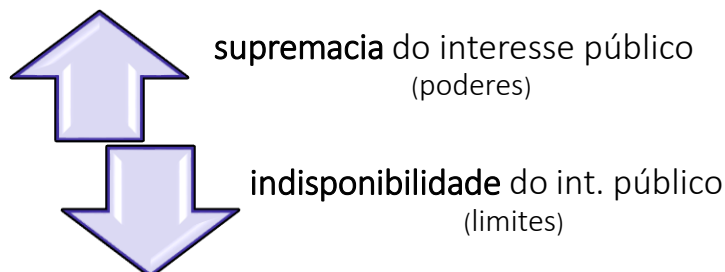 supremacia do interesse público
(poderes)
indisponibilidade do int. público
(limites)